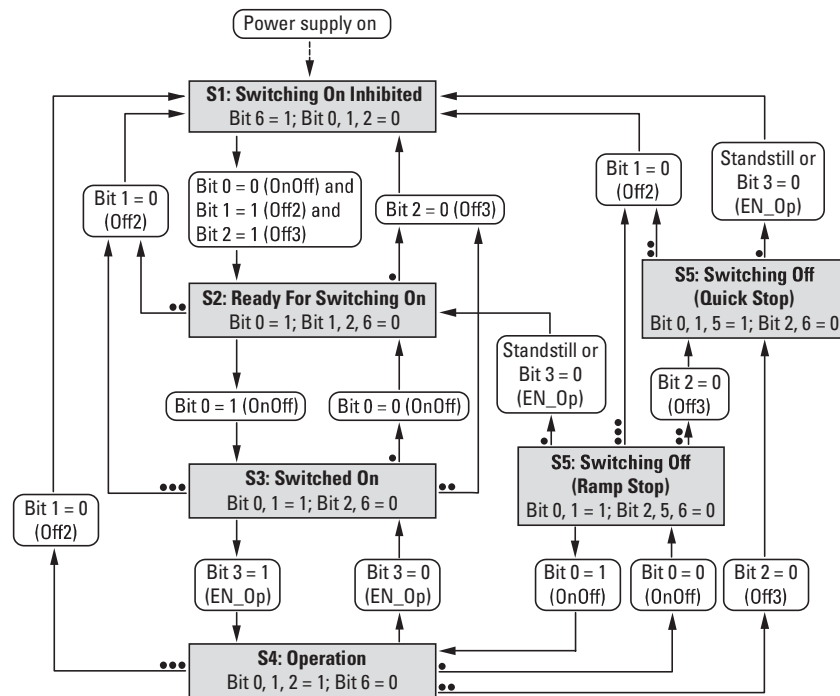 Power supply on
S1: Switching On Inhibited
Bit 6 = 1; Bit 0, 1, 2 = 0
Bit 1 = 0
(Off2)
Bit 0 = 0 (OnOff) and
Bit 1 = 1 (Off2) and
Bit 2 = 1 (Off3)
Bit 2 = 0 (Off3)
Bit 1 = 0
(Off2)
Standstill or
Bit 3 = 0
(EN_Op)
S2: Ready For Switching On
Bit 0 = 1; Bit 1, 2, 6 = 0
S5: Switching Off
(Quick Stop)
Bit 0, 1, 5 = 1; Bit 2, 6 = 0
Standstill or
Bit 3 = 0
(EN_Op)
Bit 2 = 0
(Off3)
Bit 0 = 1 (OnOff)
Bit 0 = 0 (OnOff)
S3: Switched On
Bit 0, 1 = 1; Bit 2, 6 = 0
S5: Switching Off
(Ramp Stop)
Bit 0, 1 = 1; Bit 2, 5, 6 = 0
Bit 1 = 0
(Off2)
Bit 3 = 1
(EN_Op)
Bit 3 = 0
(EN_Op)
Bit 0 = 1
(OnOff)
Bit 0 = 0
(OnOff)
Bit 2 = 0
(Off3)
S4: Operation
Bit 0, 1, 2 = 1; Bit 6 = 0